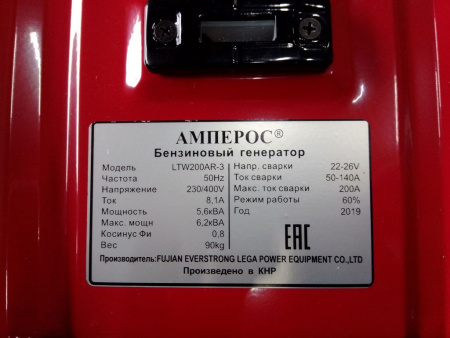 АМПЕРОС®
Бензиновый генератор
Модель LTW200AR-3
Частота 50Hz
Напряжение 230/400V
Ток 8,1A
Мощность 5,6кВА
Макс. мощн 6,2кВА
Косинус Фи 0,8
Вес 90kg
Напр. сварки 22-26V
Ток сварки 50-140A
Макс. ток сварки 200A
Режим работы 60%
Год 2019
EAC
Производитель:FUJIAN EVERSTRONG LEGA POWER EQUIPMENT CO.,LTD
Произведено в КНР